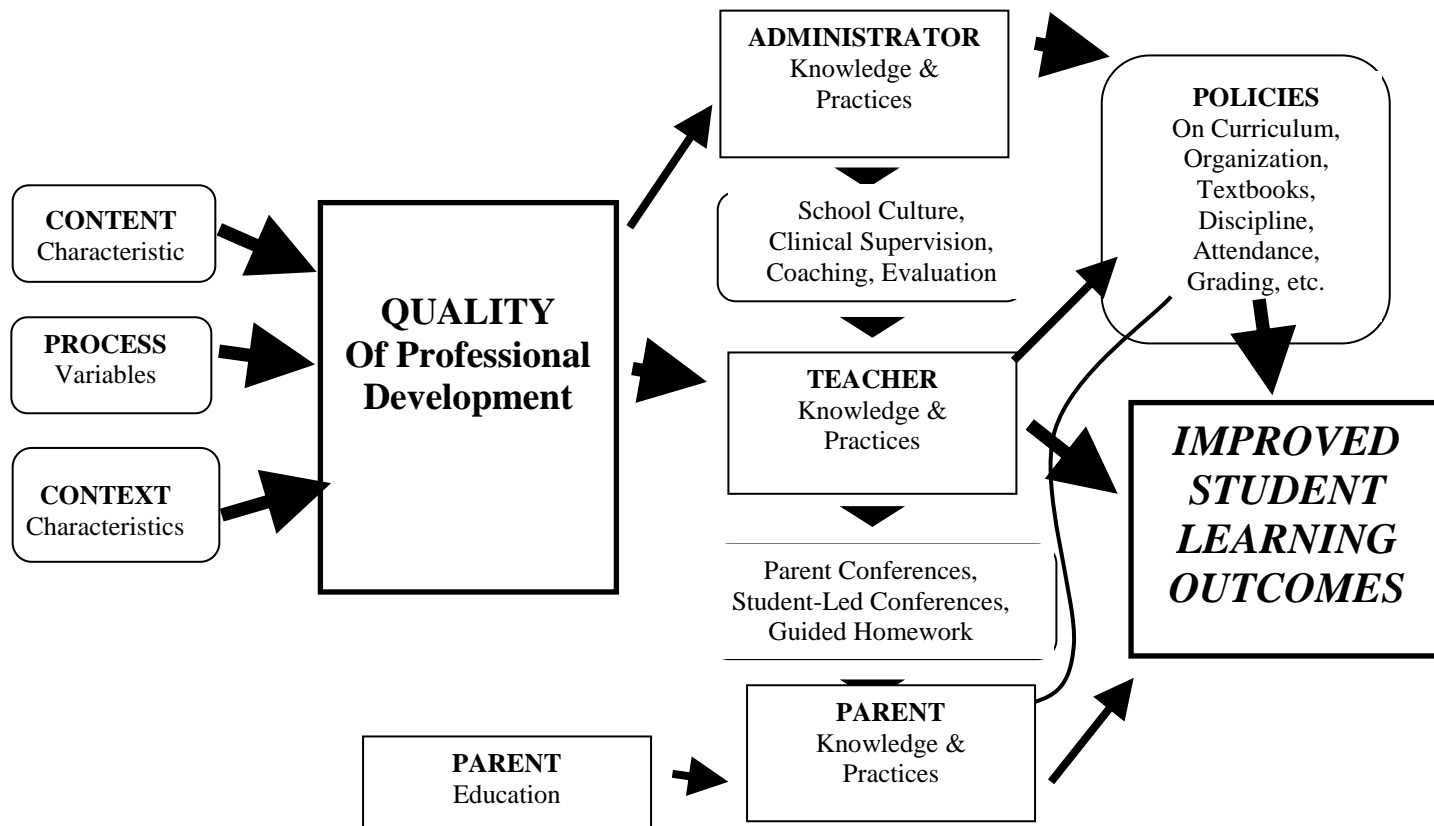 CONTENT
Characteristic
PROCESS
Variables
CONTEXT
Characteristics
QUALITY
Of Professional
Development
ADMINISTRATOR
Knowledge &
Practices
School Culture,
Clinical Supervision,
Coaching, Evaluation
TEACHER
Knowledge &
Practices
Parent Conferences,
Student-Led Conferences,
Guided Homework
PARENT
Knowledge &
Practices
PARENT
Education
POLICIES
On Curriculum,
Organization,
Textbooks,
Discipline,
Attendance,
Grading, etc.
IMPROVED
STUDENT
LEARNING
OUTCOMES